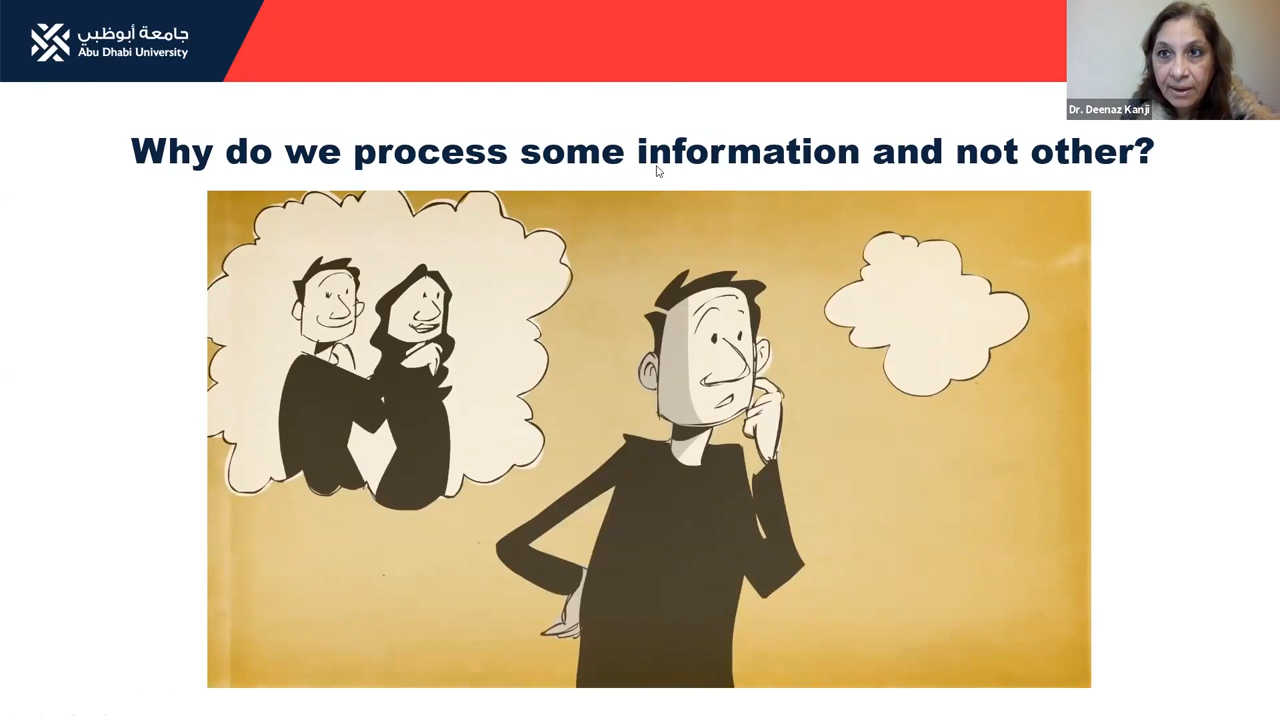 جامعة أبوظبي
Abu Dhabi University
Dr. Deenaz Kanji
Why do we process some information and not other?